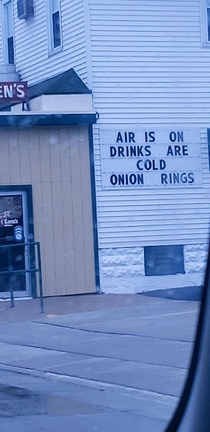 EN'S
AIR IS ON
DRINKS ARE
COLD
ONION RINGS